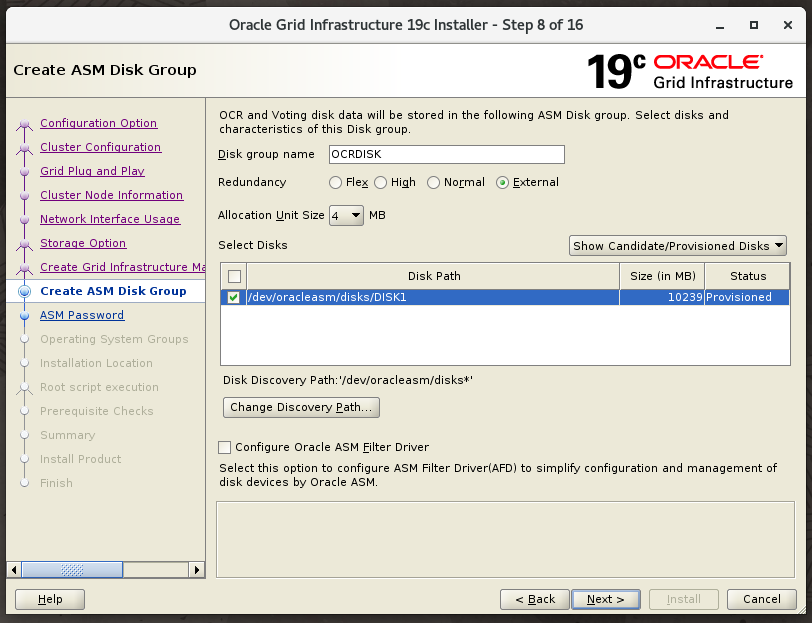 Oracle Grid Infrastructure 19c Installer - Step 8 of 16
Create ASM Disk Group
19c ORACLE
Grid Infrastructure
Configuration Option
Cluster Configuration
Grid Plug and Play
Cluster Node Information
Network Interface Usage
Storage Option
Create Grid Infrastructure Ma
Create ASM Disk Group
ASM Password
Operating System Groups
Installation Location
Root script execution
Prerequisite Checks
Summary
Install Product
Finish
OCR and Voting disk data will be stored in the following ASM Disk group. Select disks and
characteristics of this Disk group.
Disk group name OCRDISK
Redundancy Flex High Normal External
Allocation Unit Size 4 MB
Select Disks Show Candidate/Provisioned Disks
Disk Path Size (in MB) Status
/dev/oracleasm/disks/DISK1 10239 Provisioned
Disk Discovery Path:'/dev/oracleasm/disks*'
Change Discovery Path...
Configure Oracle ASM Filter Driver
Select this option to configure ASM Filter Driver(AFD) to simplify configuration and management of
disk devices by Oracle ASM.
Help < Back Next > Install Cancel